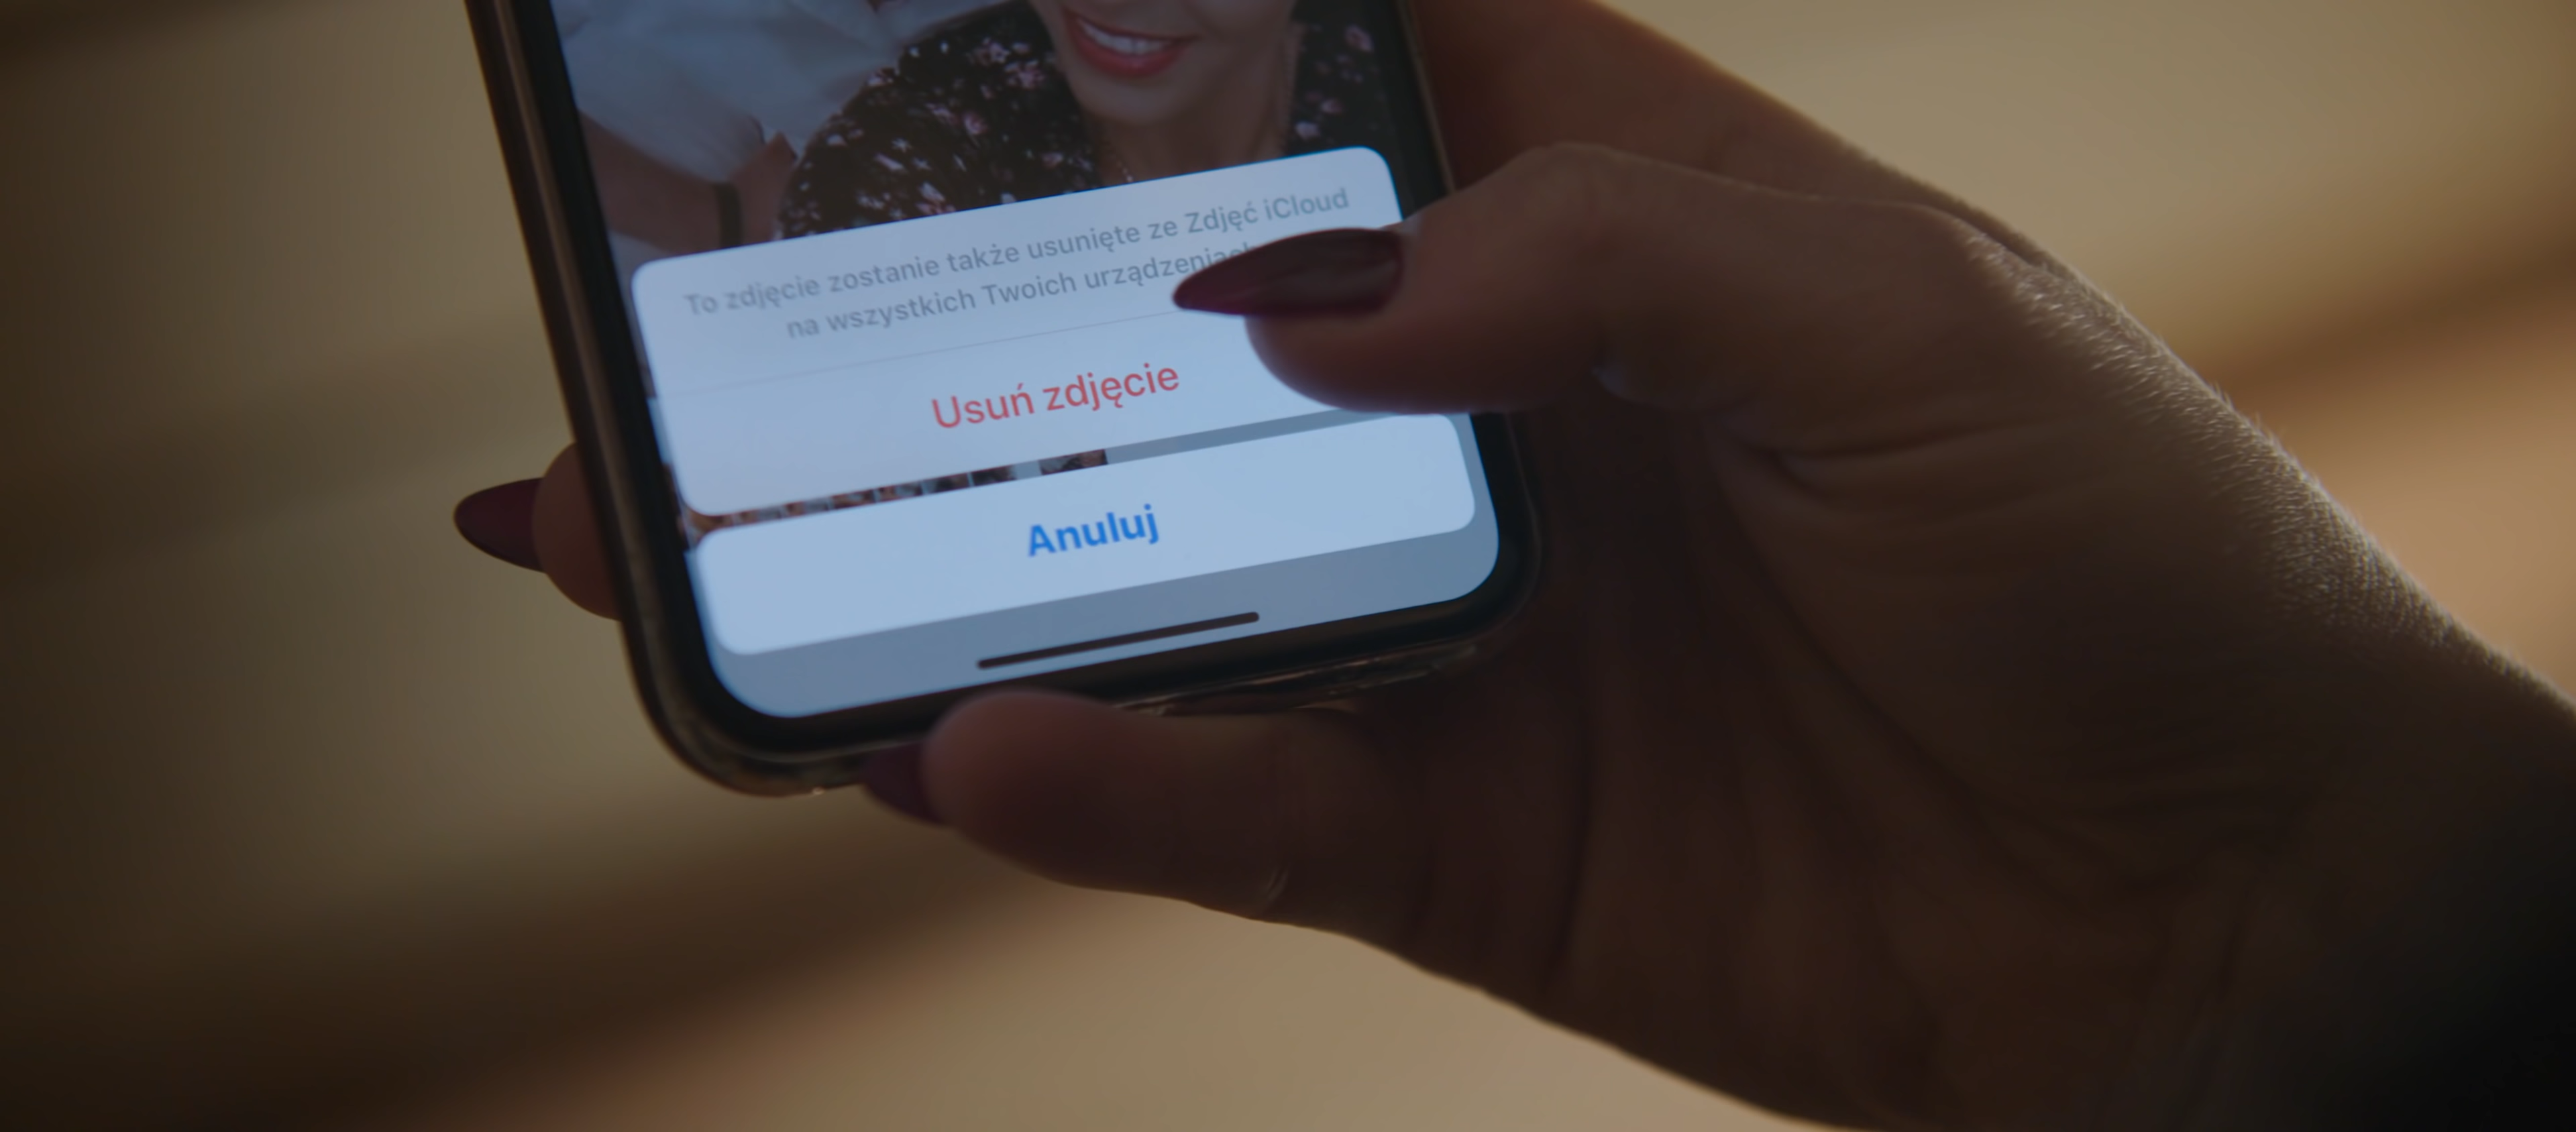 To zdjęcie zostanie także usunięte ze Zdjęć iCloud
na wszystkich Twoich
Usuń zdjęcie
Anuluj